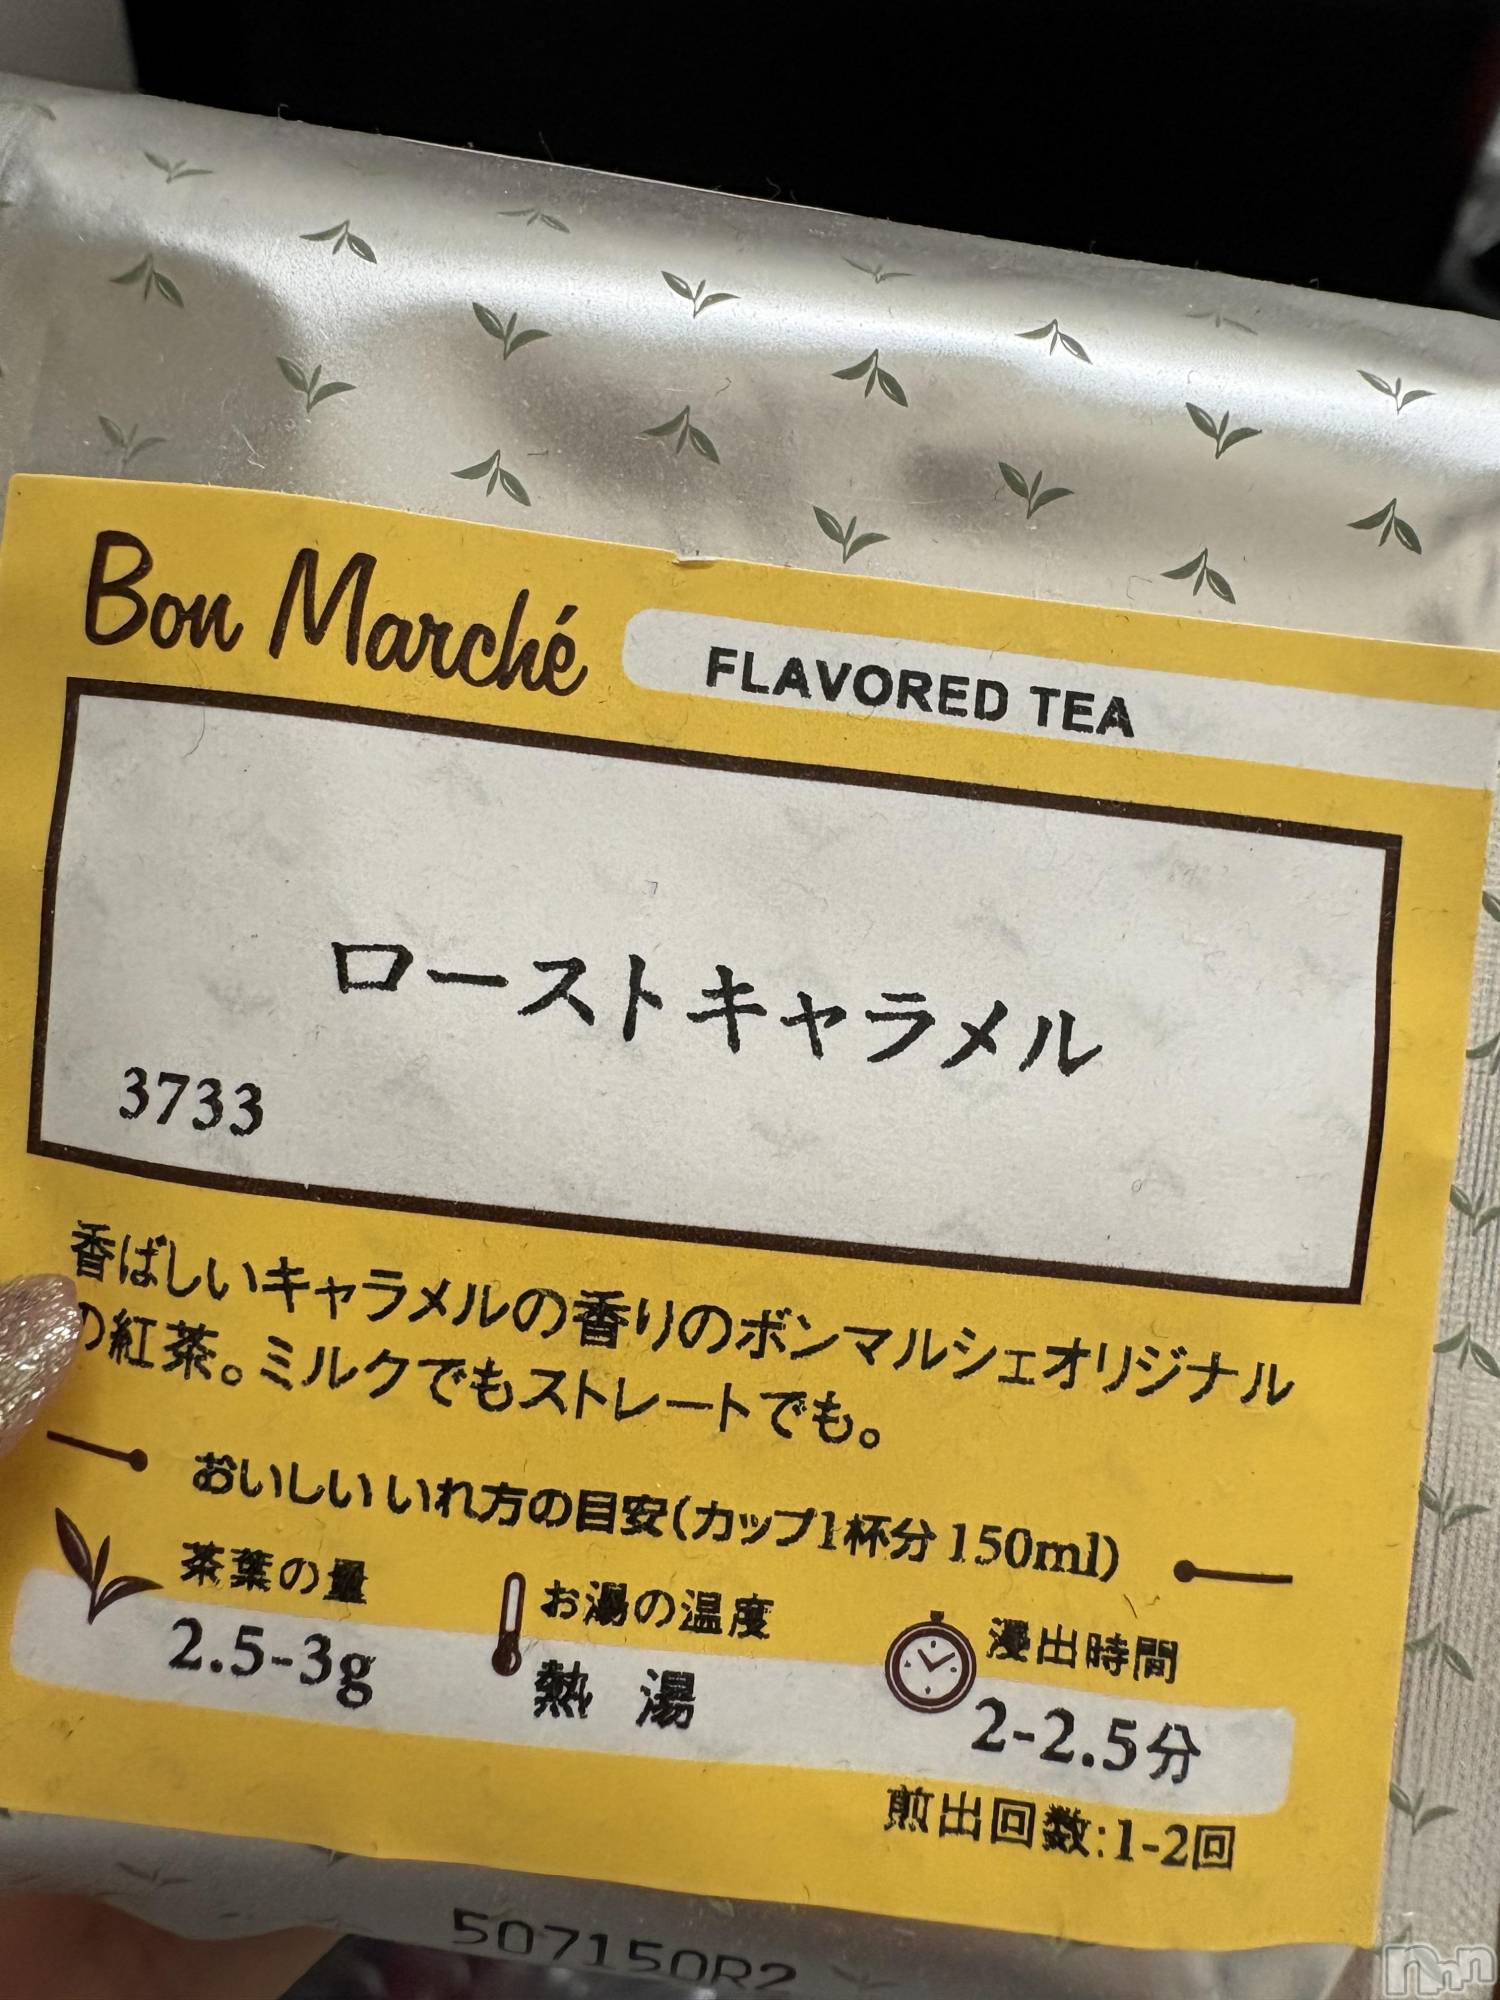 Bon Marché
FLAVORED TEA
ローストキャラメル
3733
香ばしいキャラメルの香りのボンマルシェオリジナル
の紅茶。ミルクでもストレートでも。
おいしいいれ方の目安(カップ1杯分 150ml)
茶葉の量
2.5-3g
お湯の温度
熱 湯
浸出時間
2-2.5分
煎出回数:1-2回
507150R2